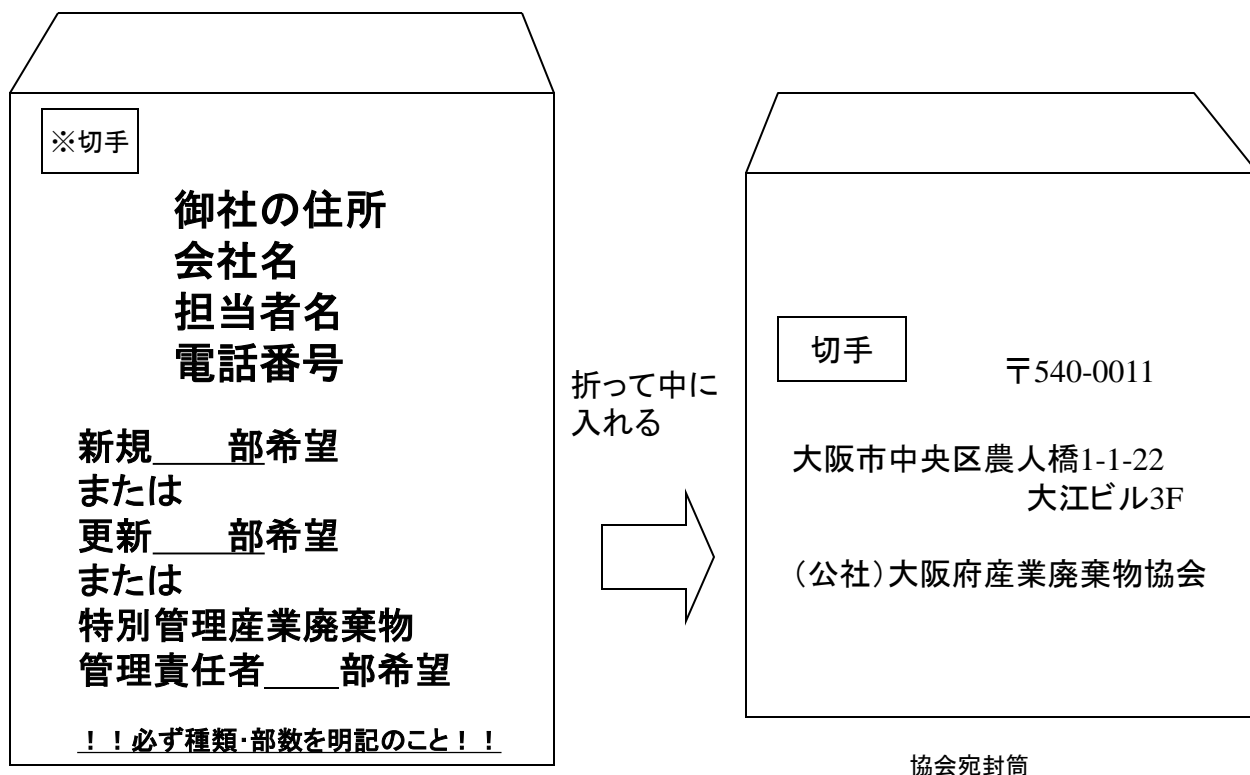 ※切手
御社の住所
会社名
担当者名
電話番号
新規____部希望
または
更新____部希望
または
特別管理産業廃棄物
管理責任者____部希望
！！必ず種類・部数を明記のこと！！
折って中に
入れる
切手
〒540-0011
大阪市中央区農人橋1-1-22
大江ビル3F
（公社）大阪府産業廃棄物協会
協会宛封筒